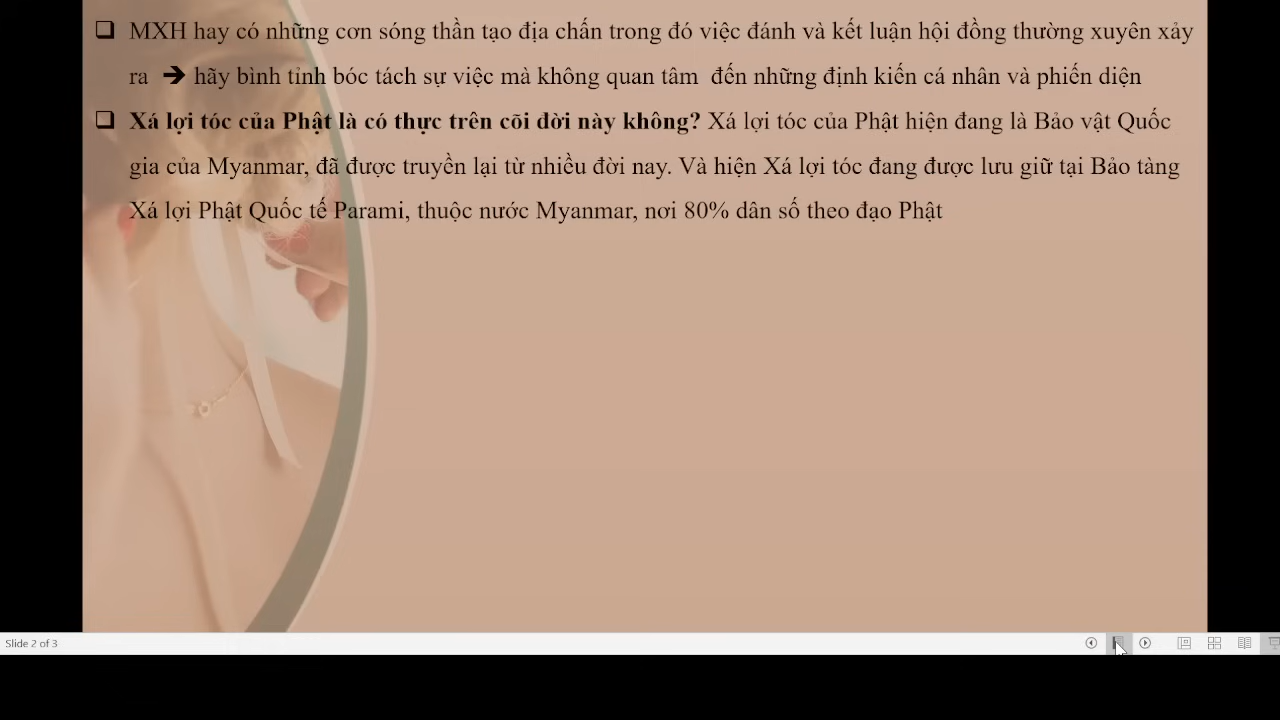 MXH hay có những cơn sóng thần tạo địa chấn trong đó việc đánh và kết luận hội đồng thường xuyên xảy
ra ➔ hãy bình tỉnh bóc tách sự việc mà không quan tâm đến những định kiến cá nhân và phiến diện
Xá lợi tóc của Phật là có thực trên cõi đời này không? Xá lợi tóc của Phật hiện đang là Bảo vật Quốc
gia của Myanmar, đã được truyền lại từ nhiều đời nay. Và hiện Xá lợi tóc đang được lưu giữ tại Bảo tàng
Xá lợi Phật Quốc tế Parami, thuộc nước Myanmar, nơi 80% dân số theo đạo Phật
Slide 2 of 3